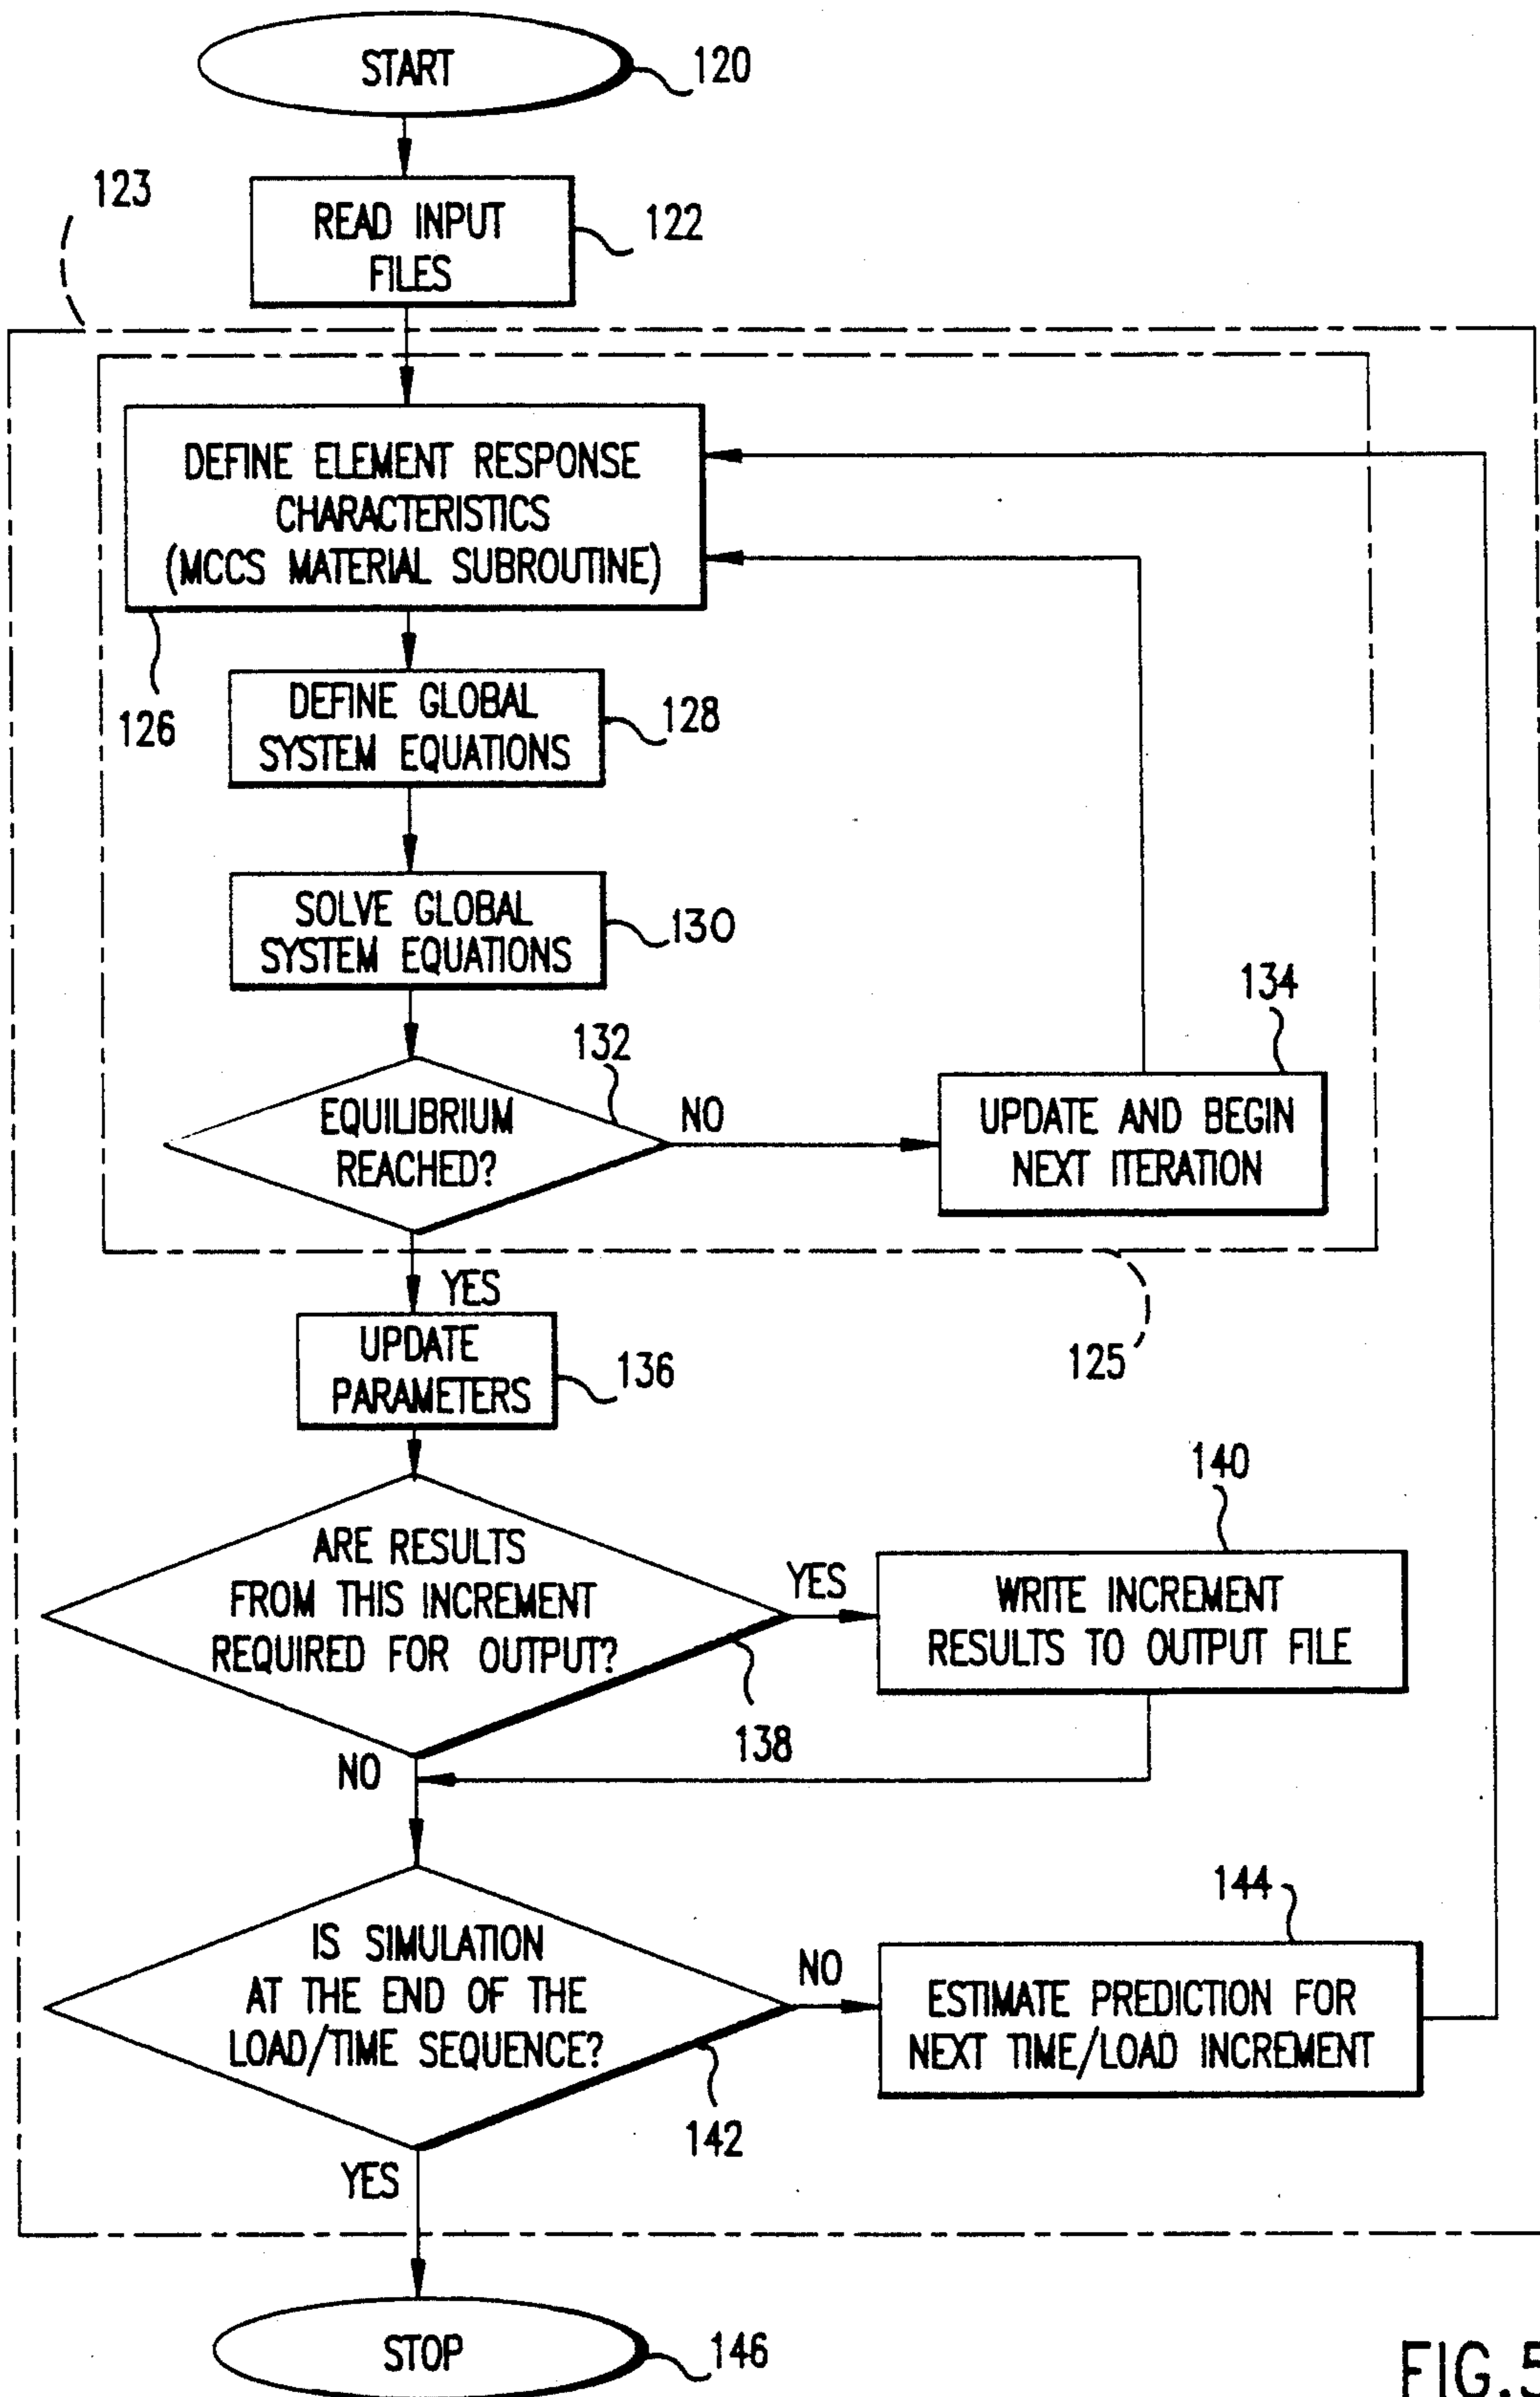 START
120
123
READ INPUT
FILES
122
DEFINE ELEMENT RESPONSE
CHARACTERISTICS
(MCCS MATERIAL SUBROUTINE)
126
DEFINE GLOBAL
SYSTEM EQUATIONS
128
SOLVE GLOBAL
SYSTEM EQUATIONS
130
132
134
EQUILIBRIUM
REACHED?
NO
UPDATE AND BEGIN
NEXT ITERATION
YES
125
UPDATE
PARAMETERS
136
140
ARE RESULTS
FROM THIS INCREMENT
REQUIRED FOR OUTPUT?
YES
WRITE INCREMENT
RESULTS TO OUTPUT FILE
138
NO
144
IS SIMULATION
AT THE END OF THE
LOAD/TIME SEQUENCE?
NO
ESTIMATE PREDICTION FOR
NEXT TIME/LOAD INCREMENT
142
YES
STOP
146
FIG.5